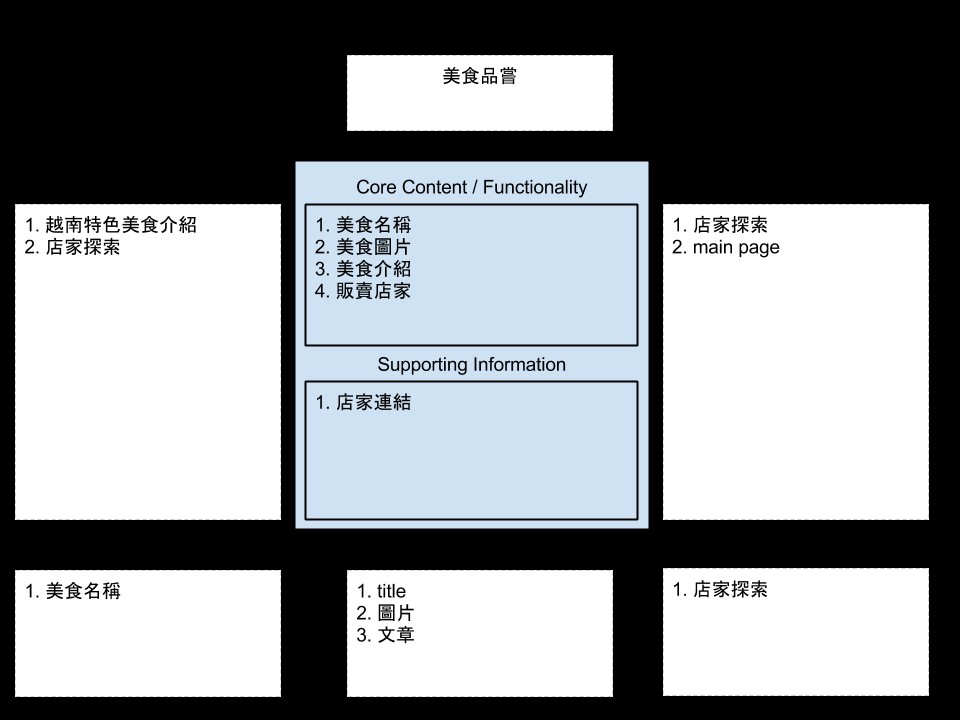 美食品嘗
Core Content / Functionality
1. 越南特色美食介紹
2. 店家探索
1. 美食名稱
2. 美食圖片
3. 美食介紹
4. 販賣店家
1. 店家探索
2. main page
Supporting Information
1. 店家連結
1. 美食名稱
1. title
2. 圖片
3. 文章
1. 店家探索